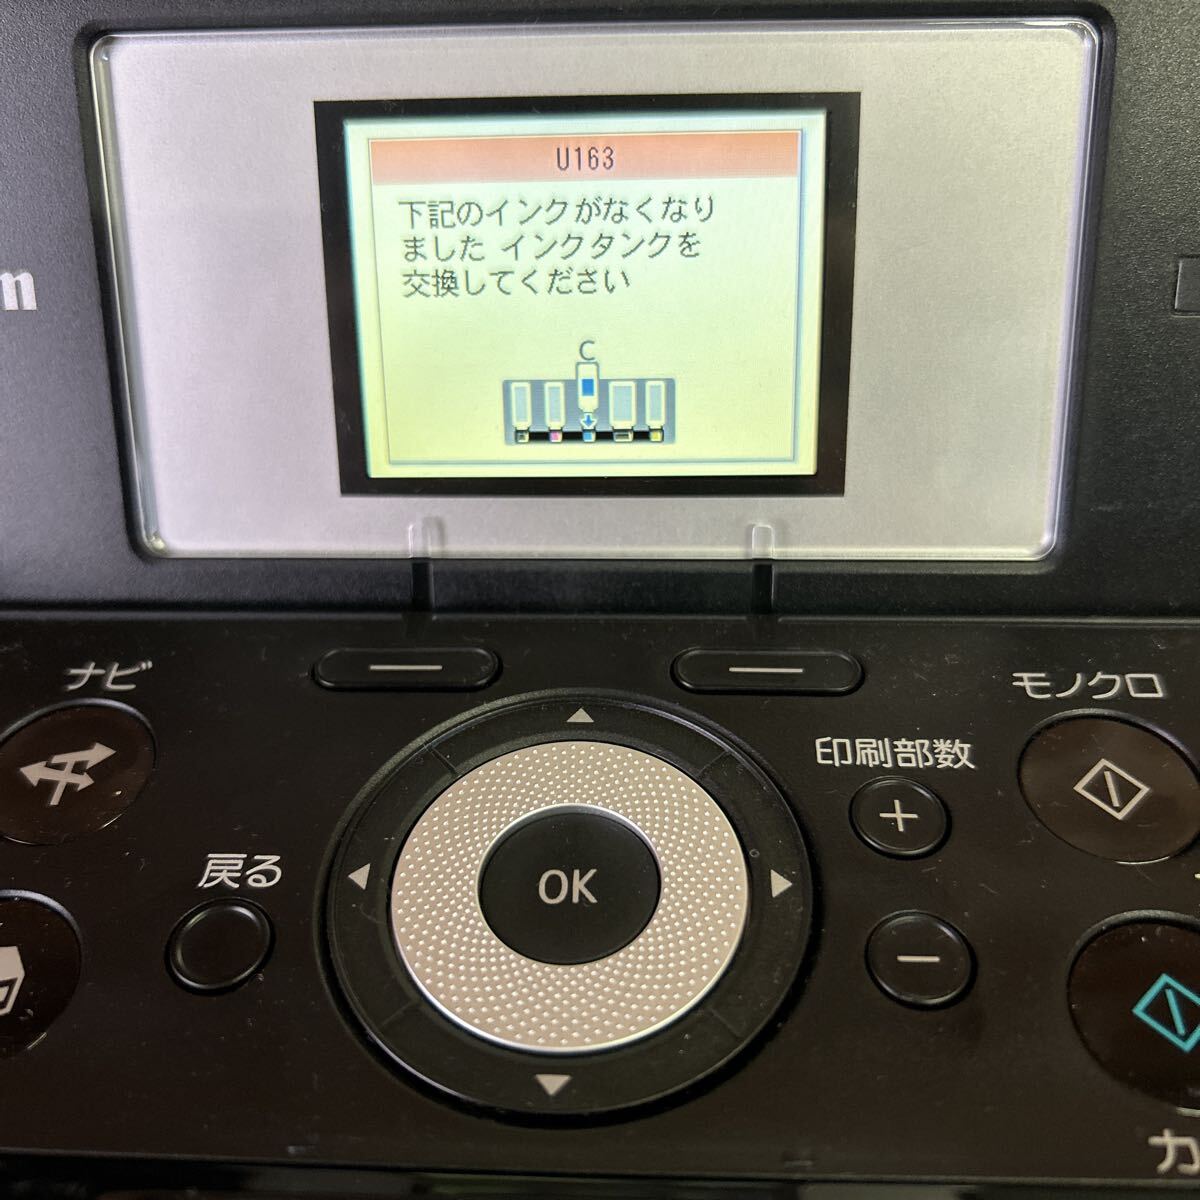 U163
下記のインクがなくなり
ました インクタンクを
交換してください
C
ナビ
モノクロ
印刷部数
戻る
OK